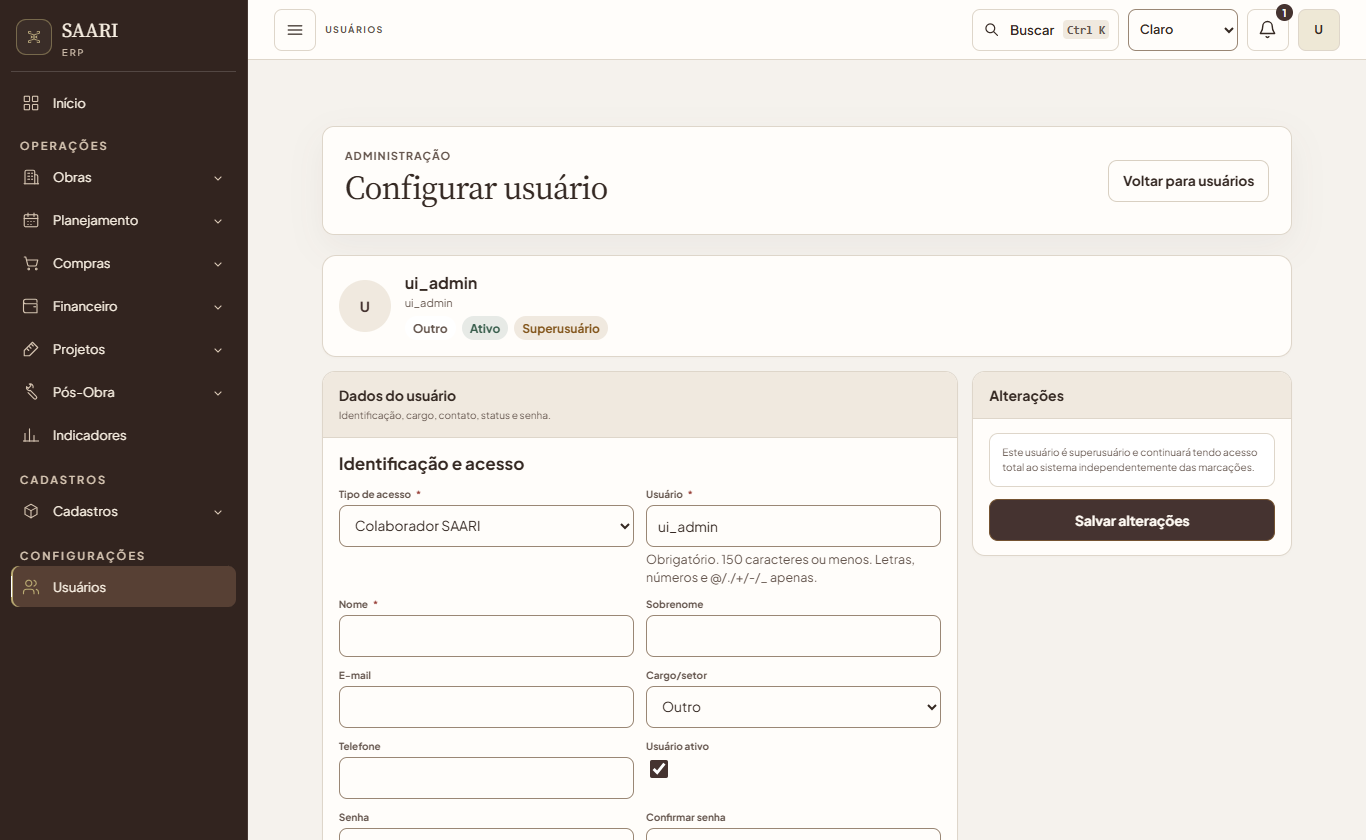 SAARI
ERP
Início
OPERAÇÕES
Obras
Planejamento
Compras
Financeiro
Projetos
Pós-Obra
Indicadores
CADASTROS
Cadastros
CONFIGURAÇÕES
Usuários
USUÁRIOS
Buscar Ctrl K
Claro
1
U
ADMINISTRAÇÃO
Configurar usuário
Voltar para usuários
U
ui_admin
ui_admin
Outro Ativo Superusuário
Dados do usuário
Identificação, cargo, contato, status e senha.
Identificação e acesso
Tipo de acesso *
Colaborador SAARI
Usuário *
ui_admin
Obrigatório. 150 caracteres ou menos. Letras,
números e @/./+/-/_ apenas.
Nome *
Sobrenome
E-mail
Cargo/setor
Outro
Telefone
Usuário ativo
Senha
Confirmar senha
Alterações
Este usuário é superusuário e continuará tendo acesso
total ao sistema independentemente das marcações.
Salvar alterações